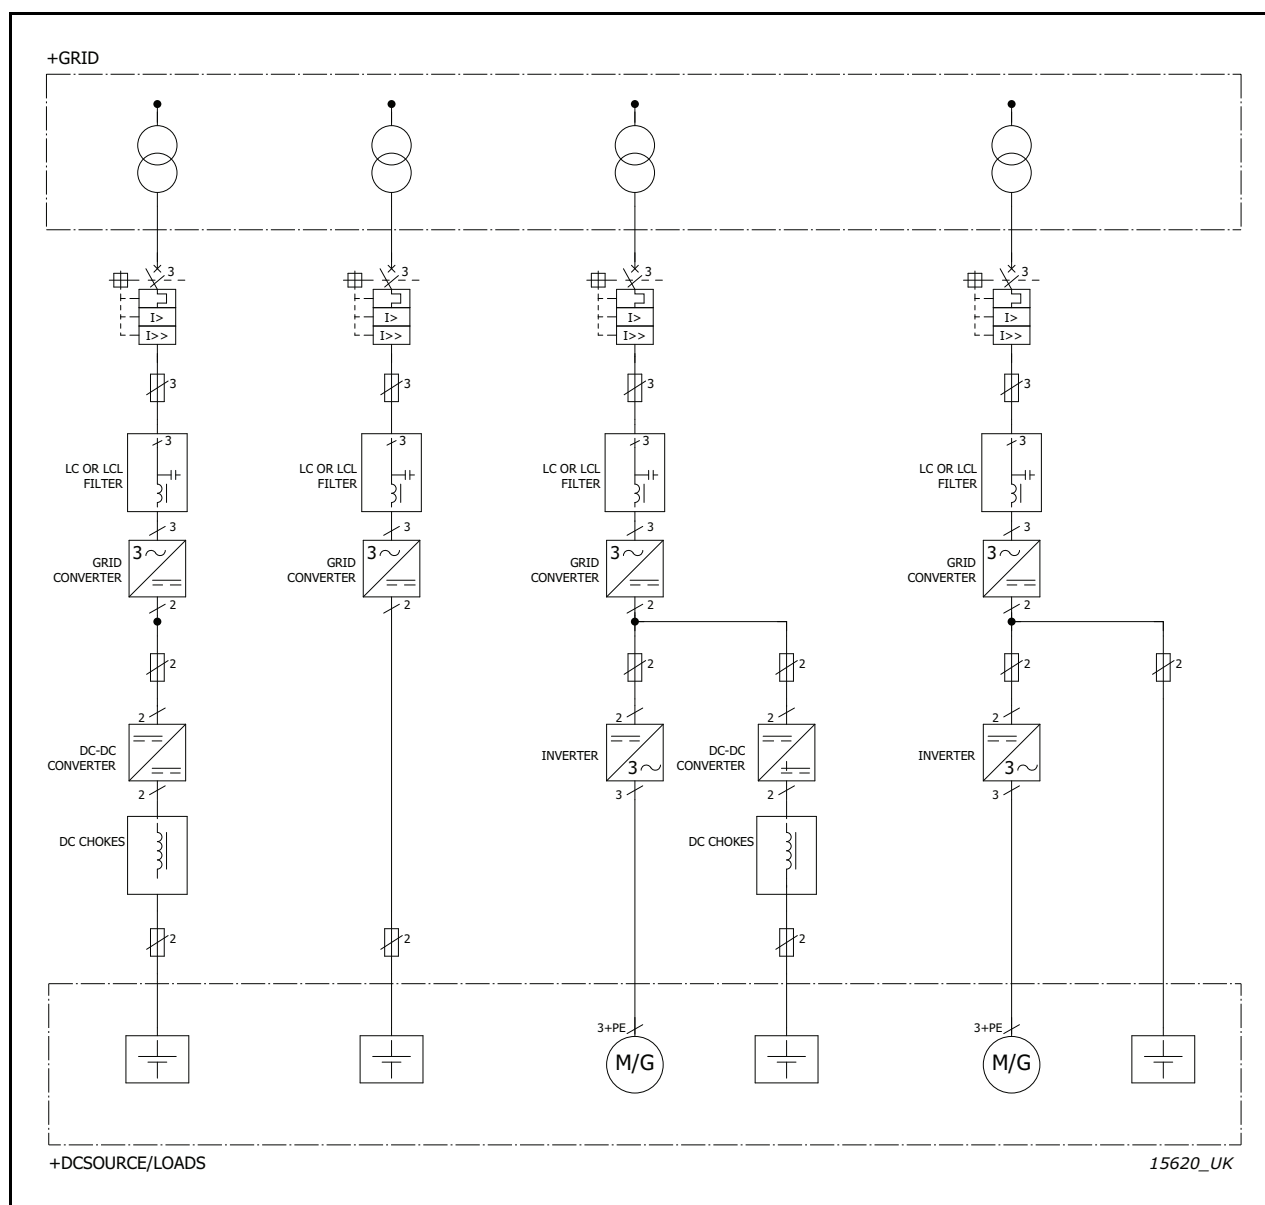 +GRID
3 3 3 3
I> I> I> I>
I>> I>> I>> I>>
3 3 3 3
3 3 3 3
LC OR LCL LC OR LCL LC OR LCL LC OR LCL
FILTER FILTER FILTER FILTER
3 3 3 3
3 3 3 3
GRID GRID GRID GRID
CONVERTER CONVERTER CONVERTER CONVERTER
2 2 2 2
2 2 2 2 2
2 2 2 2
DC-DC INVERTER DC-DC INVERTER
CONVERTER CONVERTER
3 3
2 3 2 3
DC CHOKES DC CHOKES
2 2 2
3+PE 3+PE
M/G M/G
+DCSOURCE/LOADS 15620_UK